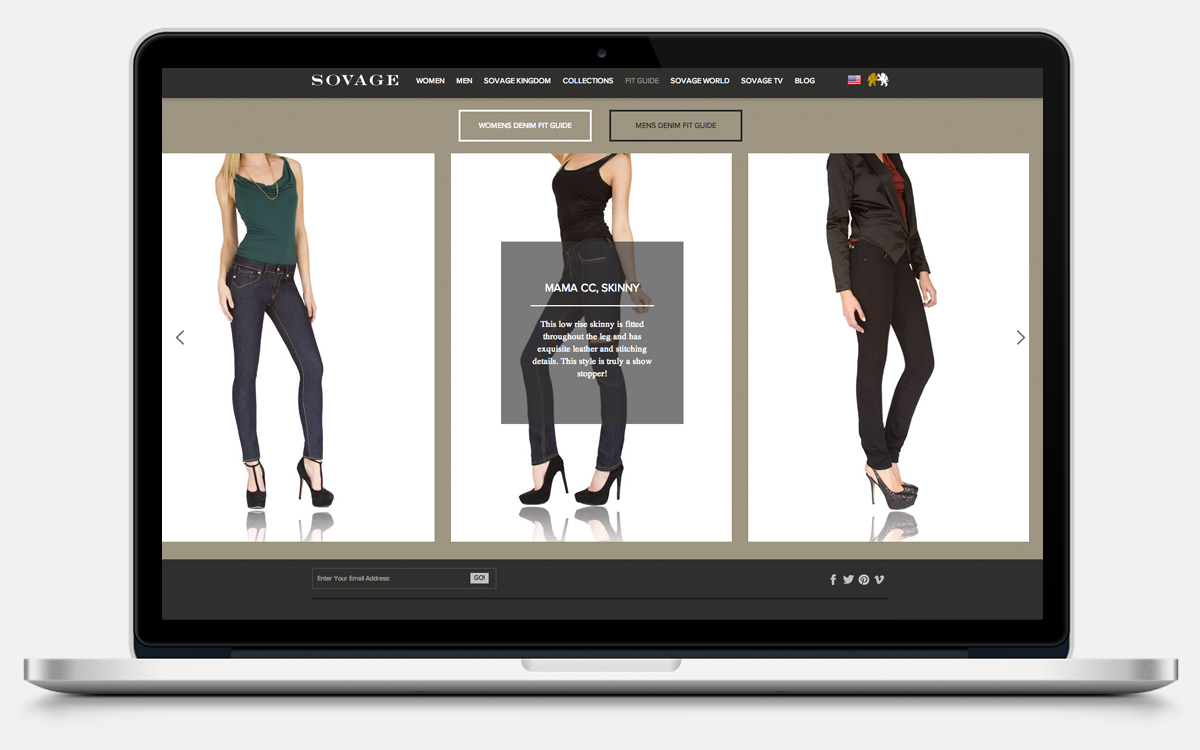 SOVAGE
WOMEN MEN SOVAGE KINGDOM COLLECTIONS FIT GUIDE SOVAGE WORLD SOVAGE TV BLOG
WOMENS DENIM FIT GUIDE MENS DENIM FIT GUIDE
MAMA CC, SKINNY
This low rise skinny is fitted
throughout the leg and has
exquisite leather and stitching
details. This style is truly a show
stopper!
Enter Your Email Address: GO!